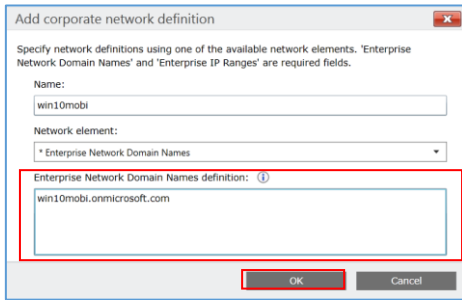 Add corporate network definition
Specify network definitions using one of the available network elements. 'Enterprise
Network Domain Names' and 'Enterprise IP Ranges' are required fields.
Name:
win10mobi
Network element:
* Enterprise Network Domain Names
Enterprise Network Domain Names definition:
win10mobi.onmicrosoft.com
OK Cancel